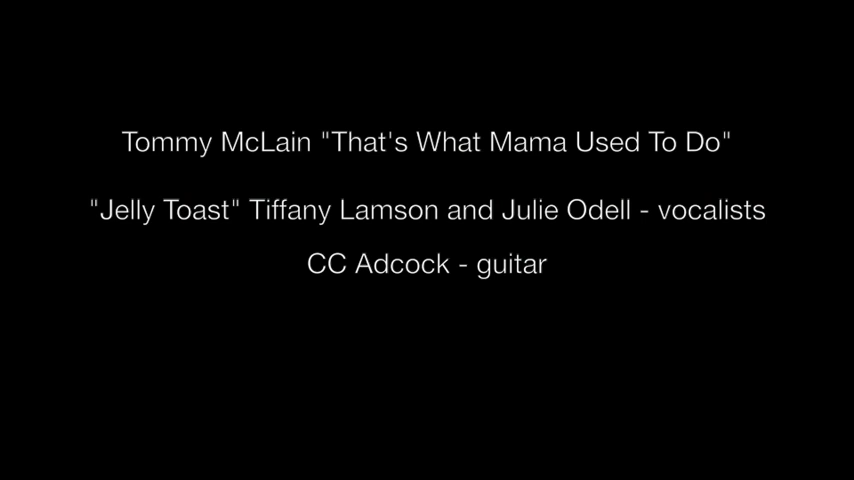 Tommy McLain "That's What Mama Used To Do"
"Jelly Toast" Tiffany Lamson and Julie Odell - vocalists
CC Adcock - guitar